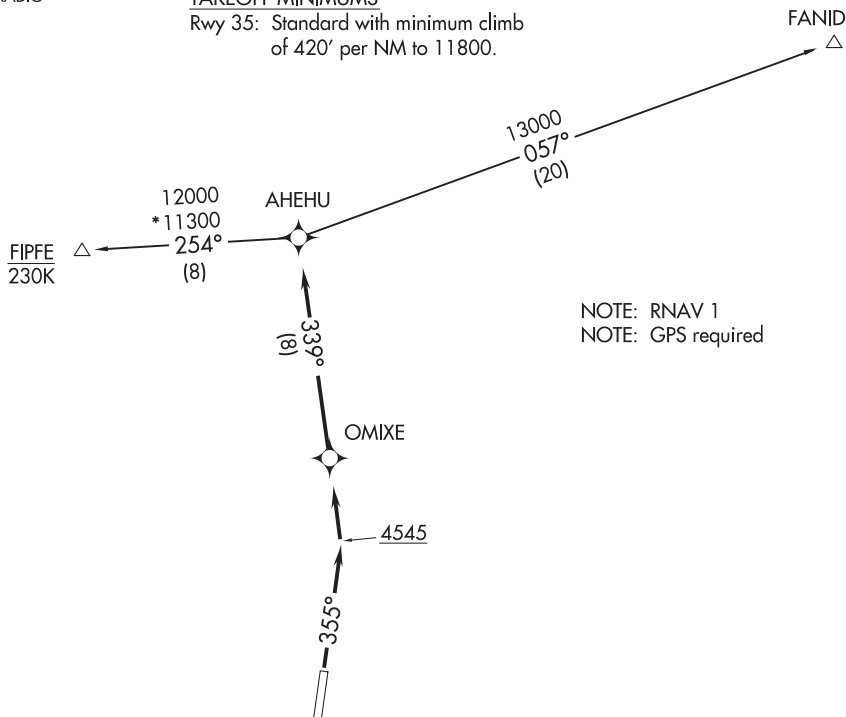 TAKEOFF MINIMUMS
Rwy 35: Standard with minimum climb
of 420' per NM to 11800.
FANID
13000
057°
(20)
12000
*11300
254°
(8)
AHEHU
FIPFE
230K
NOTE: RNAV 1
NOTE: GPS required
339°
(8)
OMIXE
4545
355°